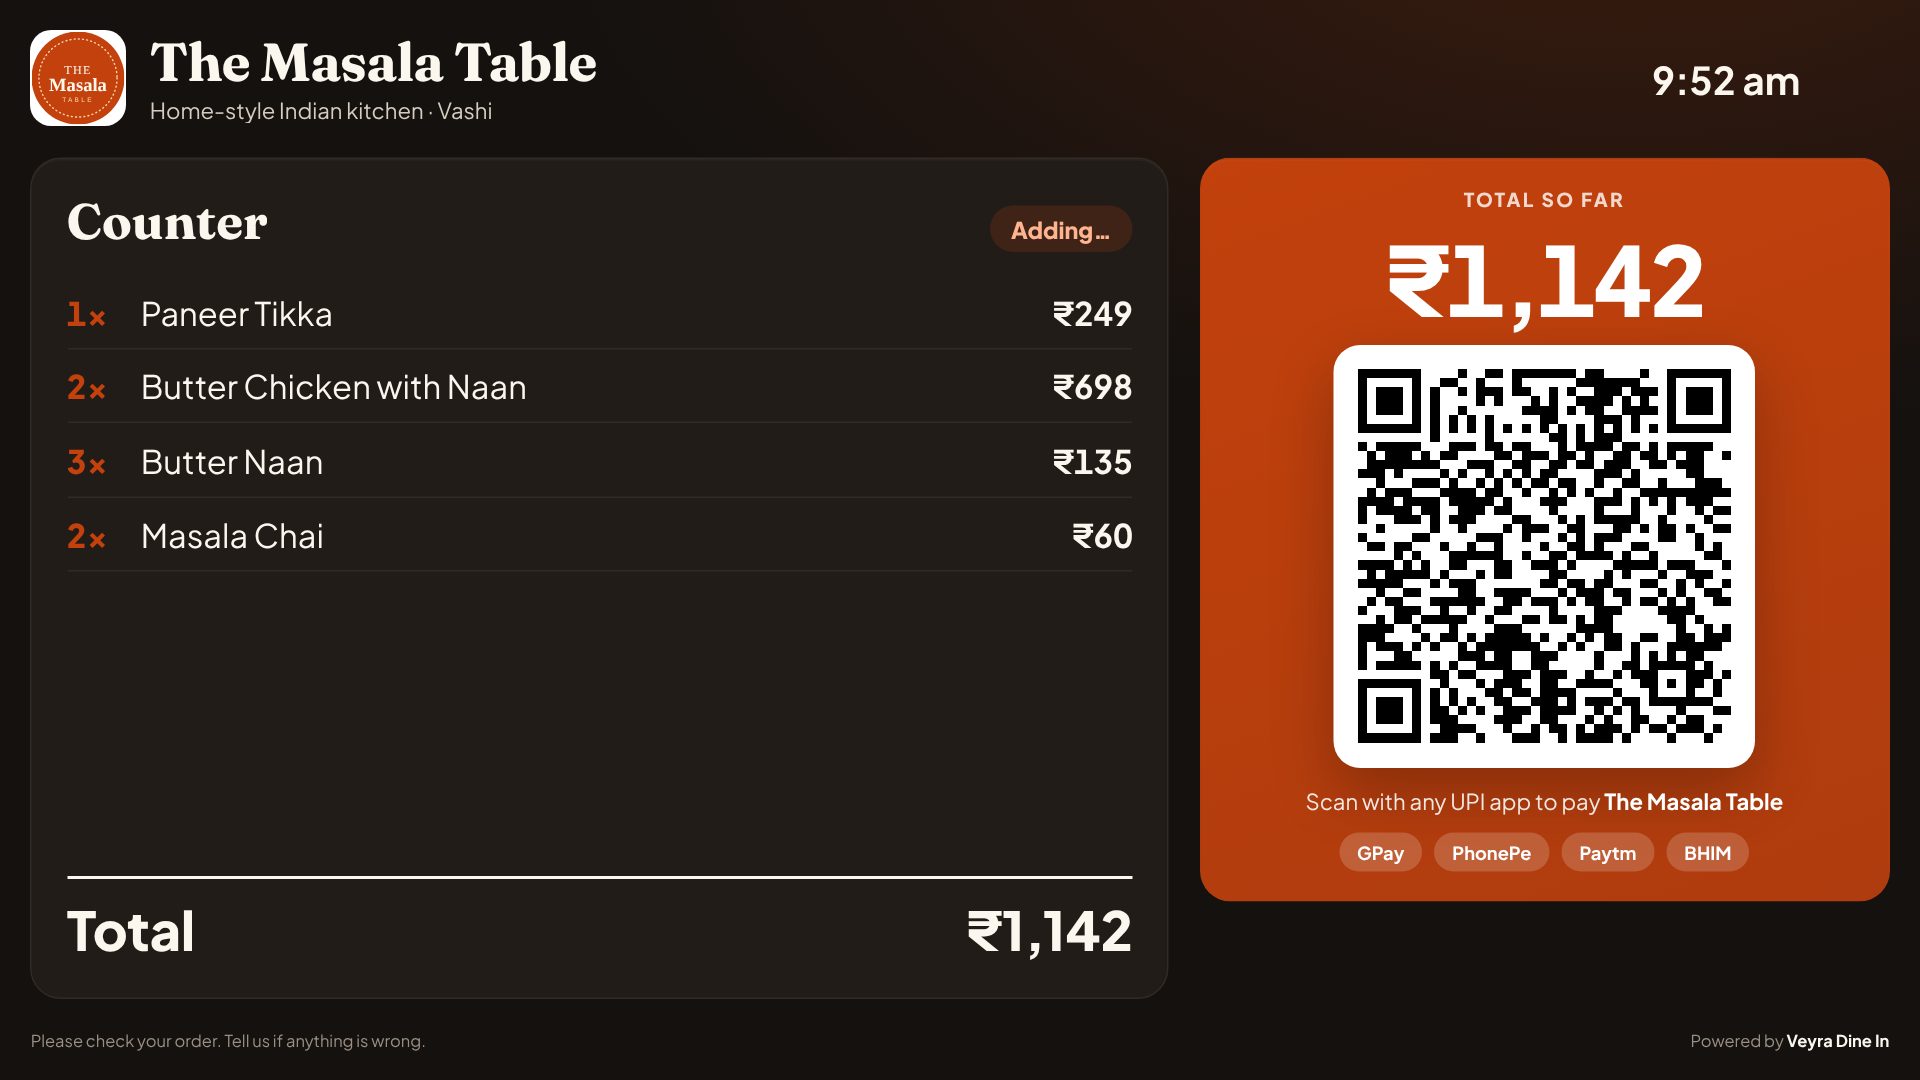 THE
Masala
TABLE
The Masala Table
Home-style Indian kitchen · Vashi
9:52 am
Counter
Adding...
1× Paneer Tikka ₹249
2× Butter Chicken with Naan ₹698
3× Butter Naan ₹135
2× Masala Chai ₹60
Total ₹1,142
TOTAL SO FAR
₹1,142
Scan with any UPI app to pay The Masala Table
GPay PhonePe Paytm BHIM
Please check your order. Tell us if anything is wrong.
Powered by Veyra Dine In